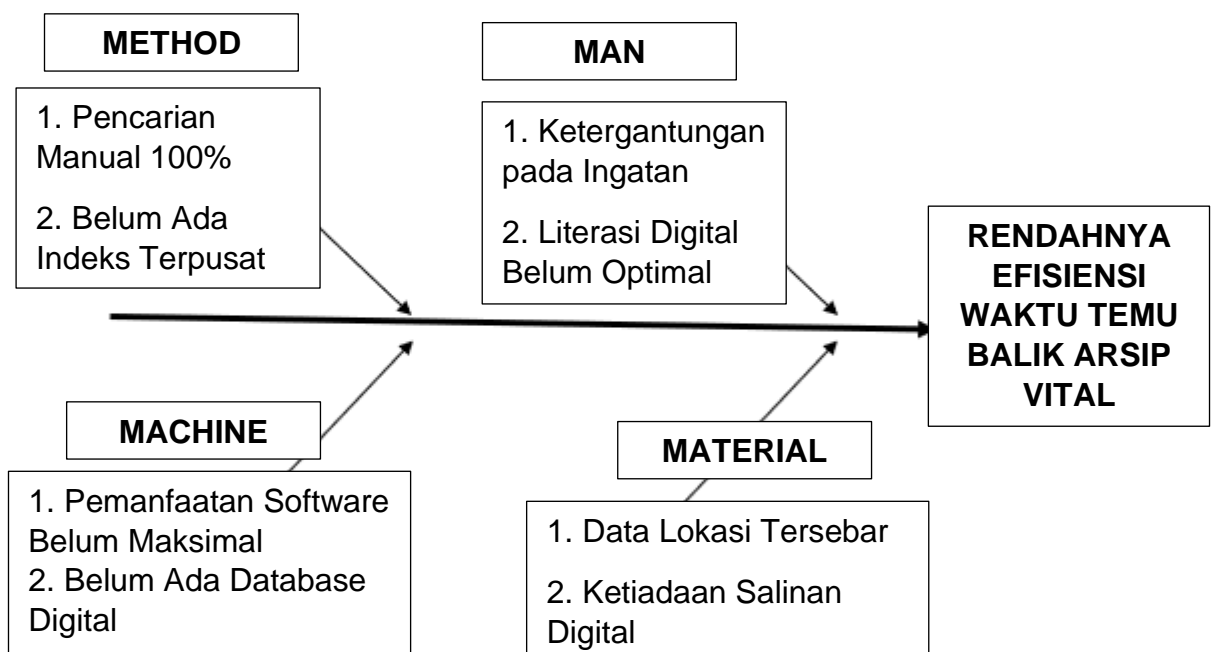 METHOD
1. Pencarian
Manual 100%
2. Belum Ada
Indeks Terpusat
MAN
1. Ketergantungan
pada Ingatan
2. Literasi Digital
Belum Optimal
RENDAHNYA
EFISIENSI
WAKTU TEMU
BALIK ARSIP
VITAL
MACHINE
1. Pemanfaatan Software
Belum Maksimal
2. Belum Ada Database
Digital
MATERIAL
1. Data Lokasi Tersebar
2. Ketiadaan Salinan
Digital